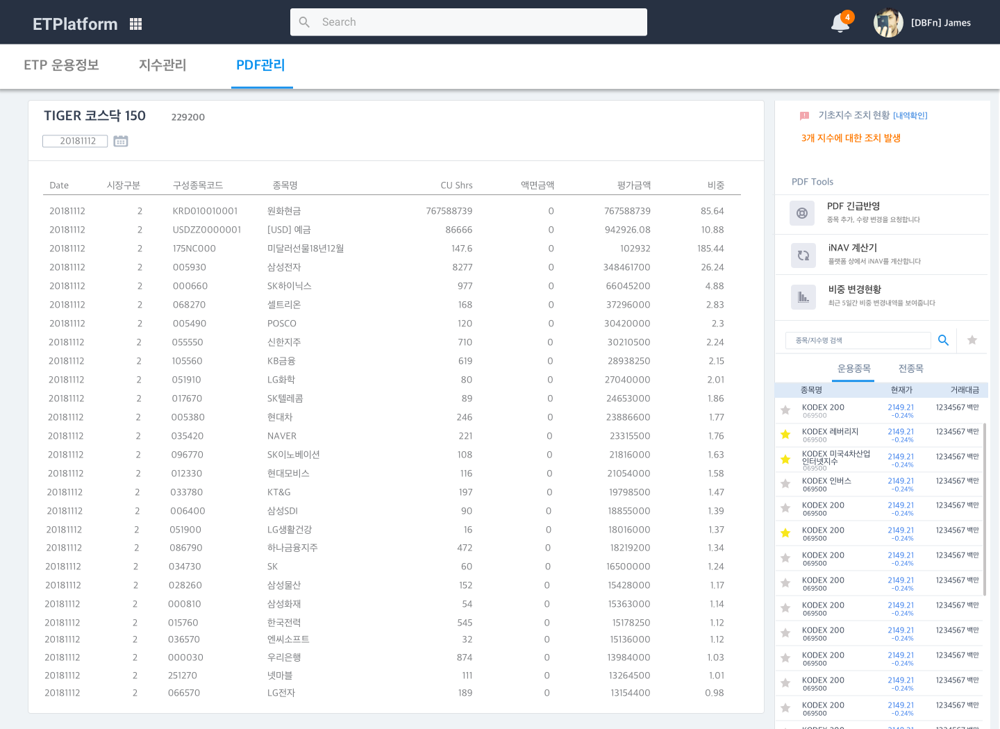 ETPlatform
Search
4
[DBFn] James
ETP 운용정보 지수관리 PDF관리
TIGER 코스닥 150 229200
20181112
Date 시장구분 구성종목코드 종목명 CU Shrs 액면금액 평가금액 비중
20181112 2 KRD010010001 원화현금 767588739 0 767588739 85.64
20181112 2 USDZZ0000001 [USD] 예금 86666 0 942926.08 10.88
20181112 2 175NC000 미달러선물18년12월 147.6 0 102932 185.44
20181112 2 005930 삼성전자 8277 0 348461700 26.24
20181112 2 000660 SK하이닉스 977 0 66045200 4.88
20181112 2 068270 셀트리온 168 0 37296000 2.83
20181112 2 005490 POSCO 120 0 30420000 2.3
20181112 2 055550 신한지주 710 0 30210500 2.24
20181112 2 105560 KB금융 619 0 28938250 2.15
20181112 2 051910 LG화학 80 0 27040000 2.01
20181112 2 017670 SK텔레콤 89 0 24653000 1.86
20181112 2 005380 현대차 246 0 23886600 1.77
20181112 2 035420 NAVER 221 0 23315500 1.76
20181112 2 096770 SK이노베이션 108 0 21816000 1.63
20181112 2 012330 현대모비스 116 0 21054000 1.58
20181112 2 033780 KT&G 197 0 19798500 1.47
20181112 2 006400 삼성SDI 90 0 18855000 1.39
20181112 2 051900 LG생활건강 16 0 18016000 1.37
20181112 2 086790 하나금융지주 472 0 18219200 1.34
20181112 2 034730 SK 60 0 16500000 1.24
20181112 2 028260 삼성물산 152 0 15428000 1.17
20181112 2 000810 삼성화재 54 0 15363000 1.14
20181112 2 015760 한국전력 545 0 15178250 1.12
20181112 2 036570 엔씨소프트 32 0 15136000 1.12
20181112 2 000030 우리은행 874 0 13984000 1.03
20181112 2 251270 넷마블 111 0 13264500 1.01
20181112 2 066570 LG전자 189 0 13154400 0.98
기초지수 조치 현황 [내역확인]
3개 지수에 대한 조치 발생
PDF Tools
PDF 긴급반영
종목 추가, 수량 변경을 요청합니다
iNAV 계산기
플랫폼 상에서 iNAV를 계산합니다
비중 변경현황
최근 5일간 비중 변경내역을 보여줍니다
종목/지수명 검색
운용종목 전종목
종목명 현재가 거래대금
KODEX 200 2149.21 1234567 백만
069500 -0.24%
KODEX 레버리지 2149.21 1234567 백만
069500 -0.24%
KODEX 미국4차산업
인터넷지수 2149.21 1234567 백만
069500 -0.24%
KODEX 인버스 2149.21 1234567 백만
069500 -0.24%
KODEX 200 2149.21 1234567 백만
069500 -0.24%
KODEX 200 2149.21 1234567 백만
069500 -0.24%
KODEX 200 2149.21 1234567 백만
069500 -0.24%
KODEX 200 2149.21 1234567 백만
069500 -0.24%
KODEX 200 2149.21 1234567 백만
069500 -0.24%
KODEX 200 2149.21 1234567 백만
069500 -0.24%
KODEX 200 2149.21 1234567 백만
069500 -0.24%
KODEX 200 2149.21 1234567 백만
069500 -0.24%
KODEX 200 2149.21 1234567 백만
069500 -0.24%
KODEX 200 2149.21 1234567 백만